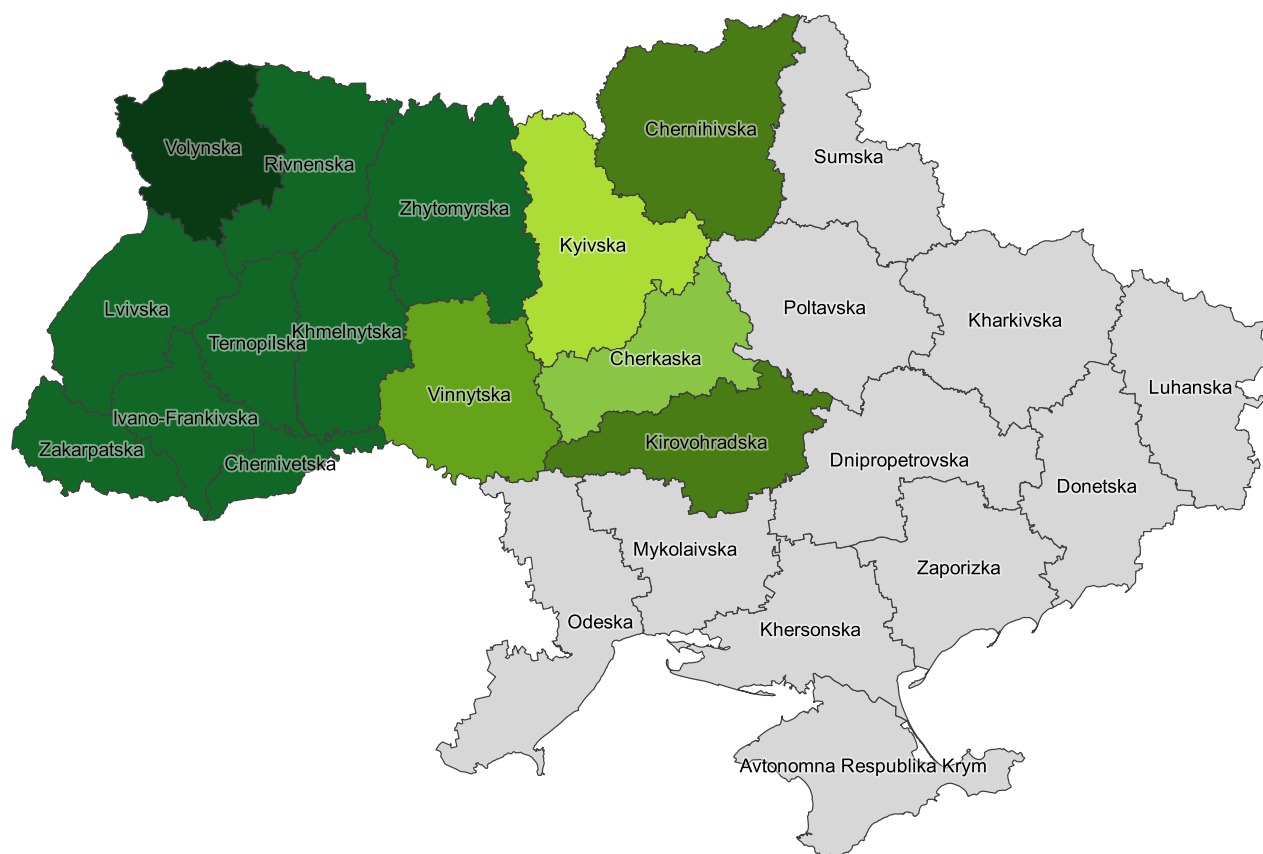 Chernihivska
Volynska
Rivnenska
Sumska
Zhytomyrska
Kyivska
Lvivska
Poltavska
Kharkivska
Khmelnytska
Ternopilska
Cherkaska
Luhanska
Vinnytska
Ivano-Frankivska
Kirovohradska
Zakarpatska
Chernivetska
Dnipropetrovska
Donetska
Mykolaivska
Zaporizka
Odeska
Khersonska
Avtonomna Respublika Krym